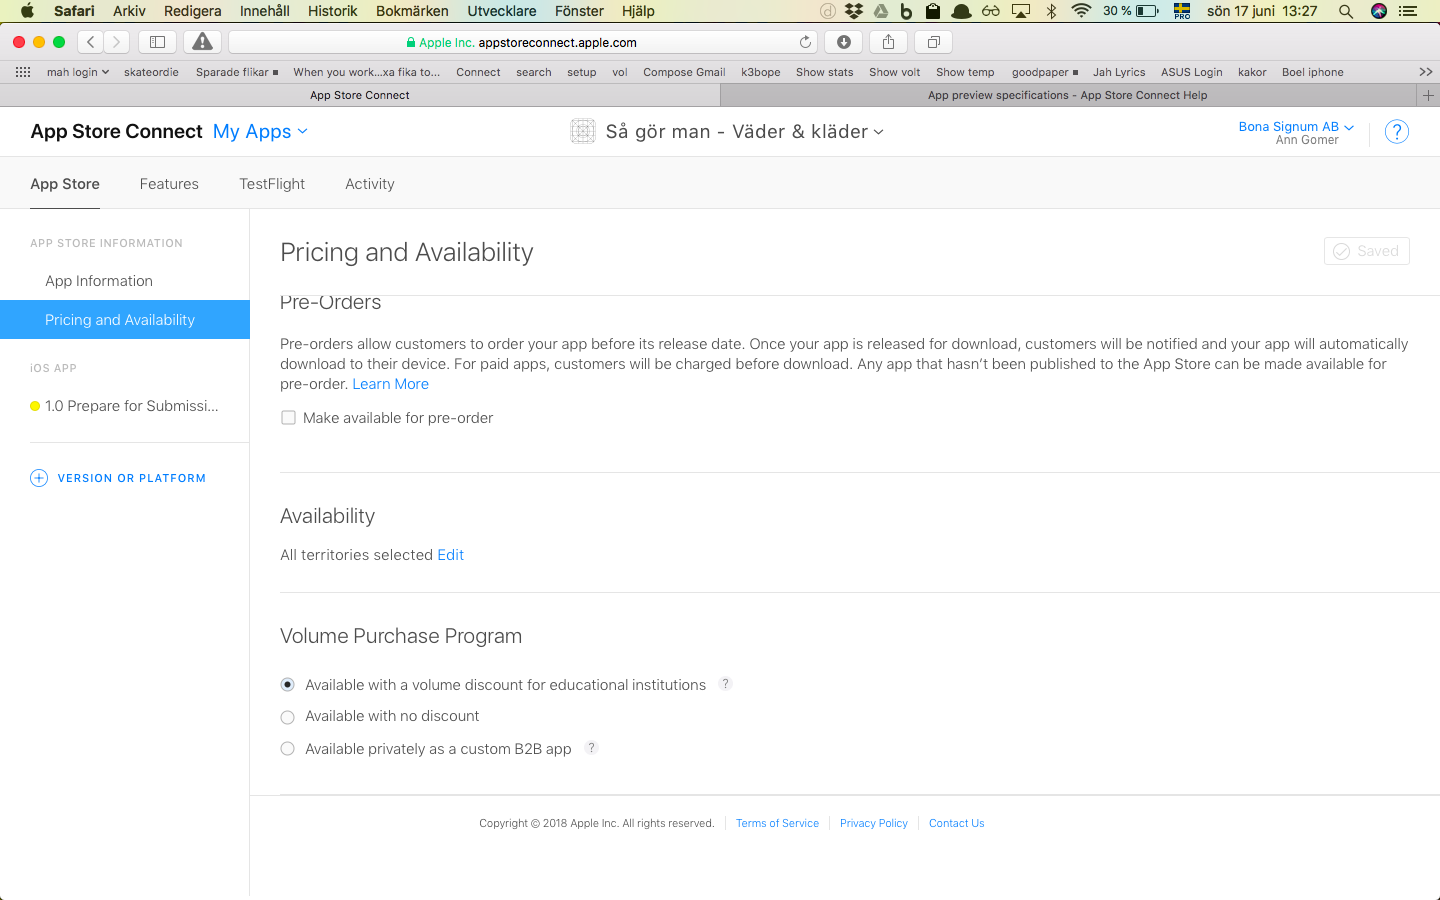 Safari Arkiv Redigera Innehåll Historik Bokmärken Utvecklare Fönster Hjälp 30 % PRO sön 17 juni 13:27
Apple Inc. appstoreconnect.apple.com
mah login skateordie Sparade flikar When you work...xa fika to... Connect search setup vol Compose Gmail k3bope Show stats Show volt Show temp goodpaper Jah Lyrics ASUS Login kakor Boel iphone >>
App Store Connect App preview specifications - App Store Connect Help +
App Store Connect My Apps Så gör man - Väder & kläder Bona Signum AB ?
Ann Gomer
App Store Features TestFlight Activity
APP STORE INFORMATION
App Information
Pricing and Availability
iOS APP
1.0 Prepare for Submissi...
VERSION OR PLATFORM
Pricing and Availability Saved
Pre-Orders
Pre-orders allow customers to order your app before its release date. Once your app is released for download, customers will be notified and your app will automatically
download to their device. For paid apps, customers will be charged before download. Any app that hasn’t been published to the App Store can be made available for
pre-order. Learn More
Make available for pre-order
Availability
All territories selected Edit
Volume Purchase Program
Available with a volume discount for educational institutions ?
Available with no discount
Available privately as a custom B2B app ?
Copyright © 2018 Apple Inc. All rights reserved. Terms of Service Privacy Policy Contact Us